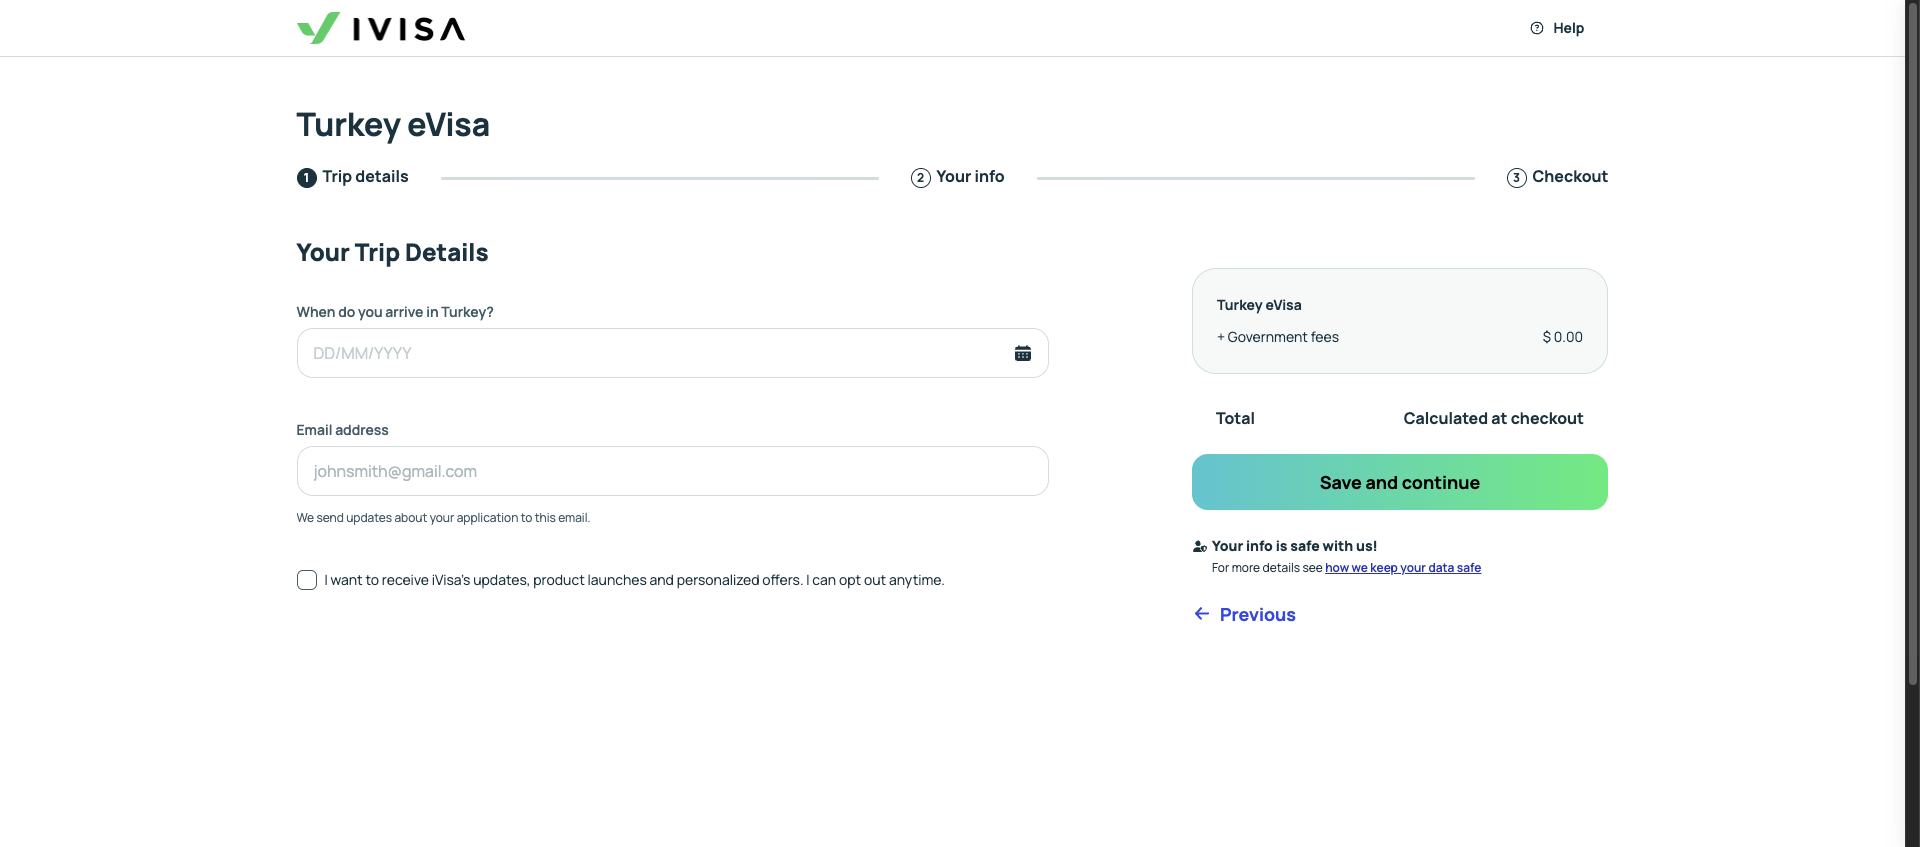 IVISA
Help
Turkey eVisa
1 Trip details
2 Your info
3 Checkout
Your Trip Details
When do you arrive in Turkey?
DD/MM/YYYY
Email address
johnsmith@gmail.com
We send updates about your application to this email.
I want to receive iVisa's updates, product launches and personalized offers. I can opt out anytime.
Turkey eVisa
+ Government fees $ 0.00
Total Calculated at checkout
Save and continue
Your info is safe with us!
For more details see how we keep your data safe
Previous